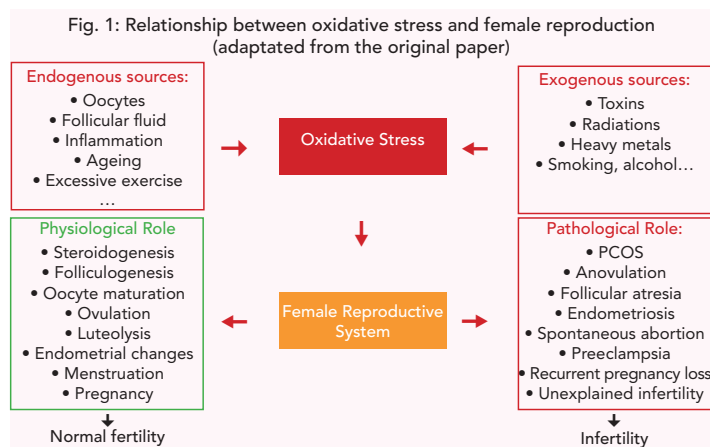 Fig. 1: Relationship between oxidative stress and female reproduction
(adaptated from the original paper)
Endogenous sources:
• Oocytes
• Follicular fluid
• Inflammation
• Ageing
• Excessive exercise
…
Oxidative Stress
Exogenous sources:
• Toxins
• Radiations
• Heavy metals
• Smoking, alcohol…
Physiological Role
• Steroidogenesis
• Folliculogenesis
• Oocyte maturation
• Ovulation
• Luteolysis
• Endometrial changes
• Menstruation
• Pregnancy
Normal fertility
Female Reproductive
System
Pathological Role:
• PCOS
• Anovulation
• Follicular atresia
• Endometriosis
• Spontaneous abortion
• Preeclampsia
• Recurrent pregnancy loss
• Unexplained infertility
Infertility